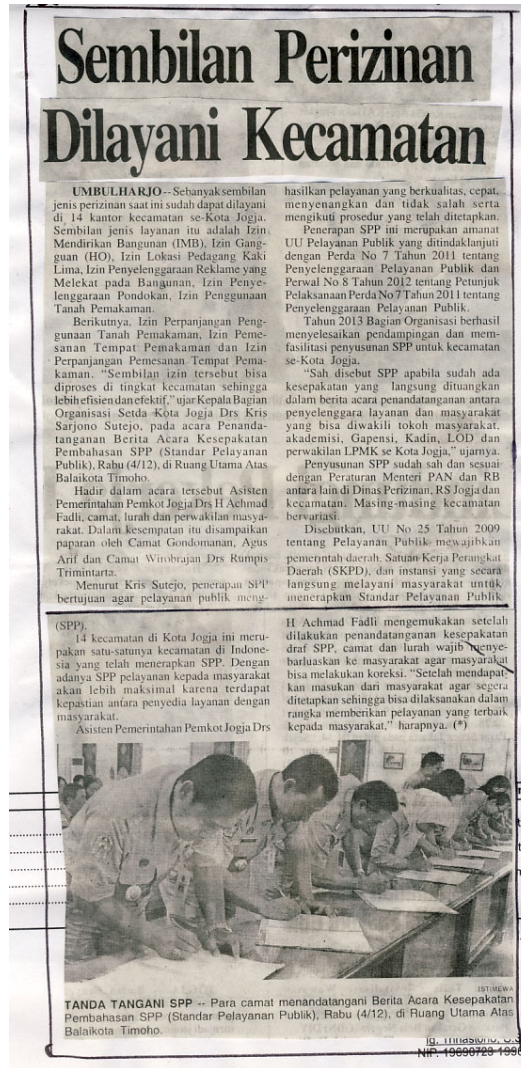 Sembilan Perizinan
Dilayani Kecamatan
UMBULHARJO -- Sebanyak sembilan
jenis perizinan saat ini sudah dapat dilayani
di 14 kantor kecamatan se-Kota Jogja.
Sembilan jenis layanan itu adalah Izin
Mendirikan Bangunan (IMB), Izin Gang-
guan (HO), Izin Lokasi Pedagang Kaki
Lima, Izin Penyelenggaraan Reklame yang
Melekat pada Bangunan, Izin Penye-
lenggaraan Pondokan, Izin Penggunaan
Tanah Pemakaman.
Berikutnya, Izin Perpanjangan Peng-
gunaan Tanah Pemakaman, Izin Peme-
sanan Tempat Pemakaman dan Izin
Perpanjangan Pemesanan Tempat Pema-
kaman. “Sembilan izin tersebut bisa
diproses di tingkat kecamatan sehingga
lebih efisien dan efektif,” ujar Kepala Bagian
Organisasi Setda Kota Jogja Drs Kris
Sarjono Sutejo, pada acara Penanda-
tanganan Berita Acara Kesepakatan
Pembahasan SPP (Standar Pelayanan
Publik), Rabu (4/12), di Ruang Utama Atas
Balaikota Timoho.
Hadir dalam acara tersebut Asisten
Pemerintahan Pemkot Jogja Drs H Achmad
Fadli, camat, lurah dan perwakilan masya-
rakat. Dalam kesempatan itu disampaikan
paparan oleh Camat Gondomanan, Agus
Arif dan Camat Wirobrajan Drs Rumpis
Trimintarta.
Menurut Kris Sutejo, penerapan SPP
bertujuan agar pelayanan publik meng-
hasilkan pelayanan yang berkualitas, cepat,
menyenangkan dan tidak salah serta
mengikuti prosedur yang telah ditetapkan.
Penerapan SPP ini merupakan amanat
UU Pelayanan Publik yang ditindaklanjuti
dengan Perda No 7 Tahun 2011 tentang
Penyelenggaraan Pelayanan Publik dan
Perwal No 8 Tahun 2012 tentang Petunjuk
Pelaksanaan Perda No 7 Tahun 2011 tentang
Penyelenggaraan Pelayanan Publik.
Tahun 2013 Bagian Organisasi berhasil
menyelesaikan pendampingan dan mem-
fasilitasi penyusunan SPP untuk kecamatan
se-Kota Jogja.
“Sah disebut SPP apabila sudah ada
kesepakatan yang langsung dituangkan
dalam berita acara penandatanganan antara
penyelenggara layanan dan masyarakat
yang bisa diwakili tokoh masyarakat,
akademisi, Gapensi, Kadin, LOD dan
perwakilan LPMK se Kota Jogja,” ujarnya.
Penyusunan SPP sudah sah dan sesuai
dengan Peraturan Menteri PAN dan RB
antara lain di Dinas Perizinan, RS Jogja dan
kecamatan. Masing-masing kecamatan
bervariasi.
Disebutkan, UU No 25 Tahun 2009
tentang Pelayanan Publik mewajibkan
pemerintah daerah. Satuan Kerja Perangkat
Daerah (SKPD), dan instansi yang secara
langsung melayani masyarakat untuk
menerapkan Standar Pelayanan Publik
(SPP).
14 kecamatan di Kota Jogja ini meru-
pakan satu-satunya kecamatan di Indone-
sia yang telah menerapkan SPP. Dengan
adanya SPP pelayanan kepada masyarakat
akan lebih maksimal karena terdapat
kepastian antara penyedia layanan dengan
masyarakat.
Asisten Pemerintahan Pemkot Jogja Drs
H Achmad Fadli mengemukakan setelah
dilakukan penandatanganan kesepakatan
draf SPP, camat dan lurah wajib menye-
barluaskan ke masyarakat agar masyarakat
bisa melakukan koreksi. “Setelah mendapat-
kan masukan dari masyarakat agar segera
ditetapkan sehingga bisa dilaksanakan dalam
rangka memberikan pelayanan yang terbaik
kepada masyarakat,” harapnya. (*)
ISTIMEWA
TANDA TANGANI SPP -- Para camat menandatangani Berita Acara Kesepakatan
Pembahasan SPP (Standar Pelayanan Publik), Rabu (4/12), di Ruang Utama Atas
Balaikota Timoho.
NIP. 19690723 1996